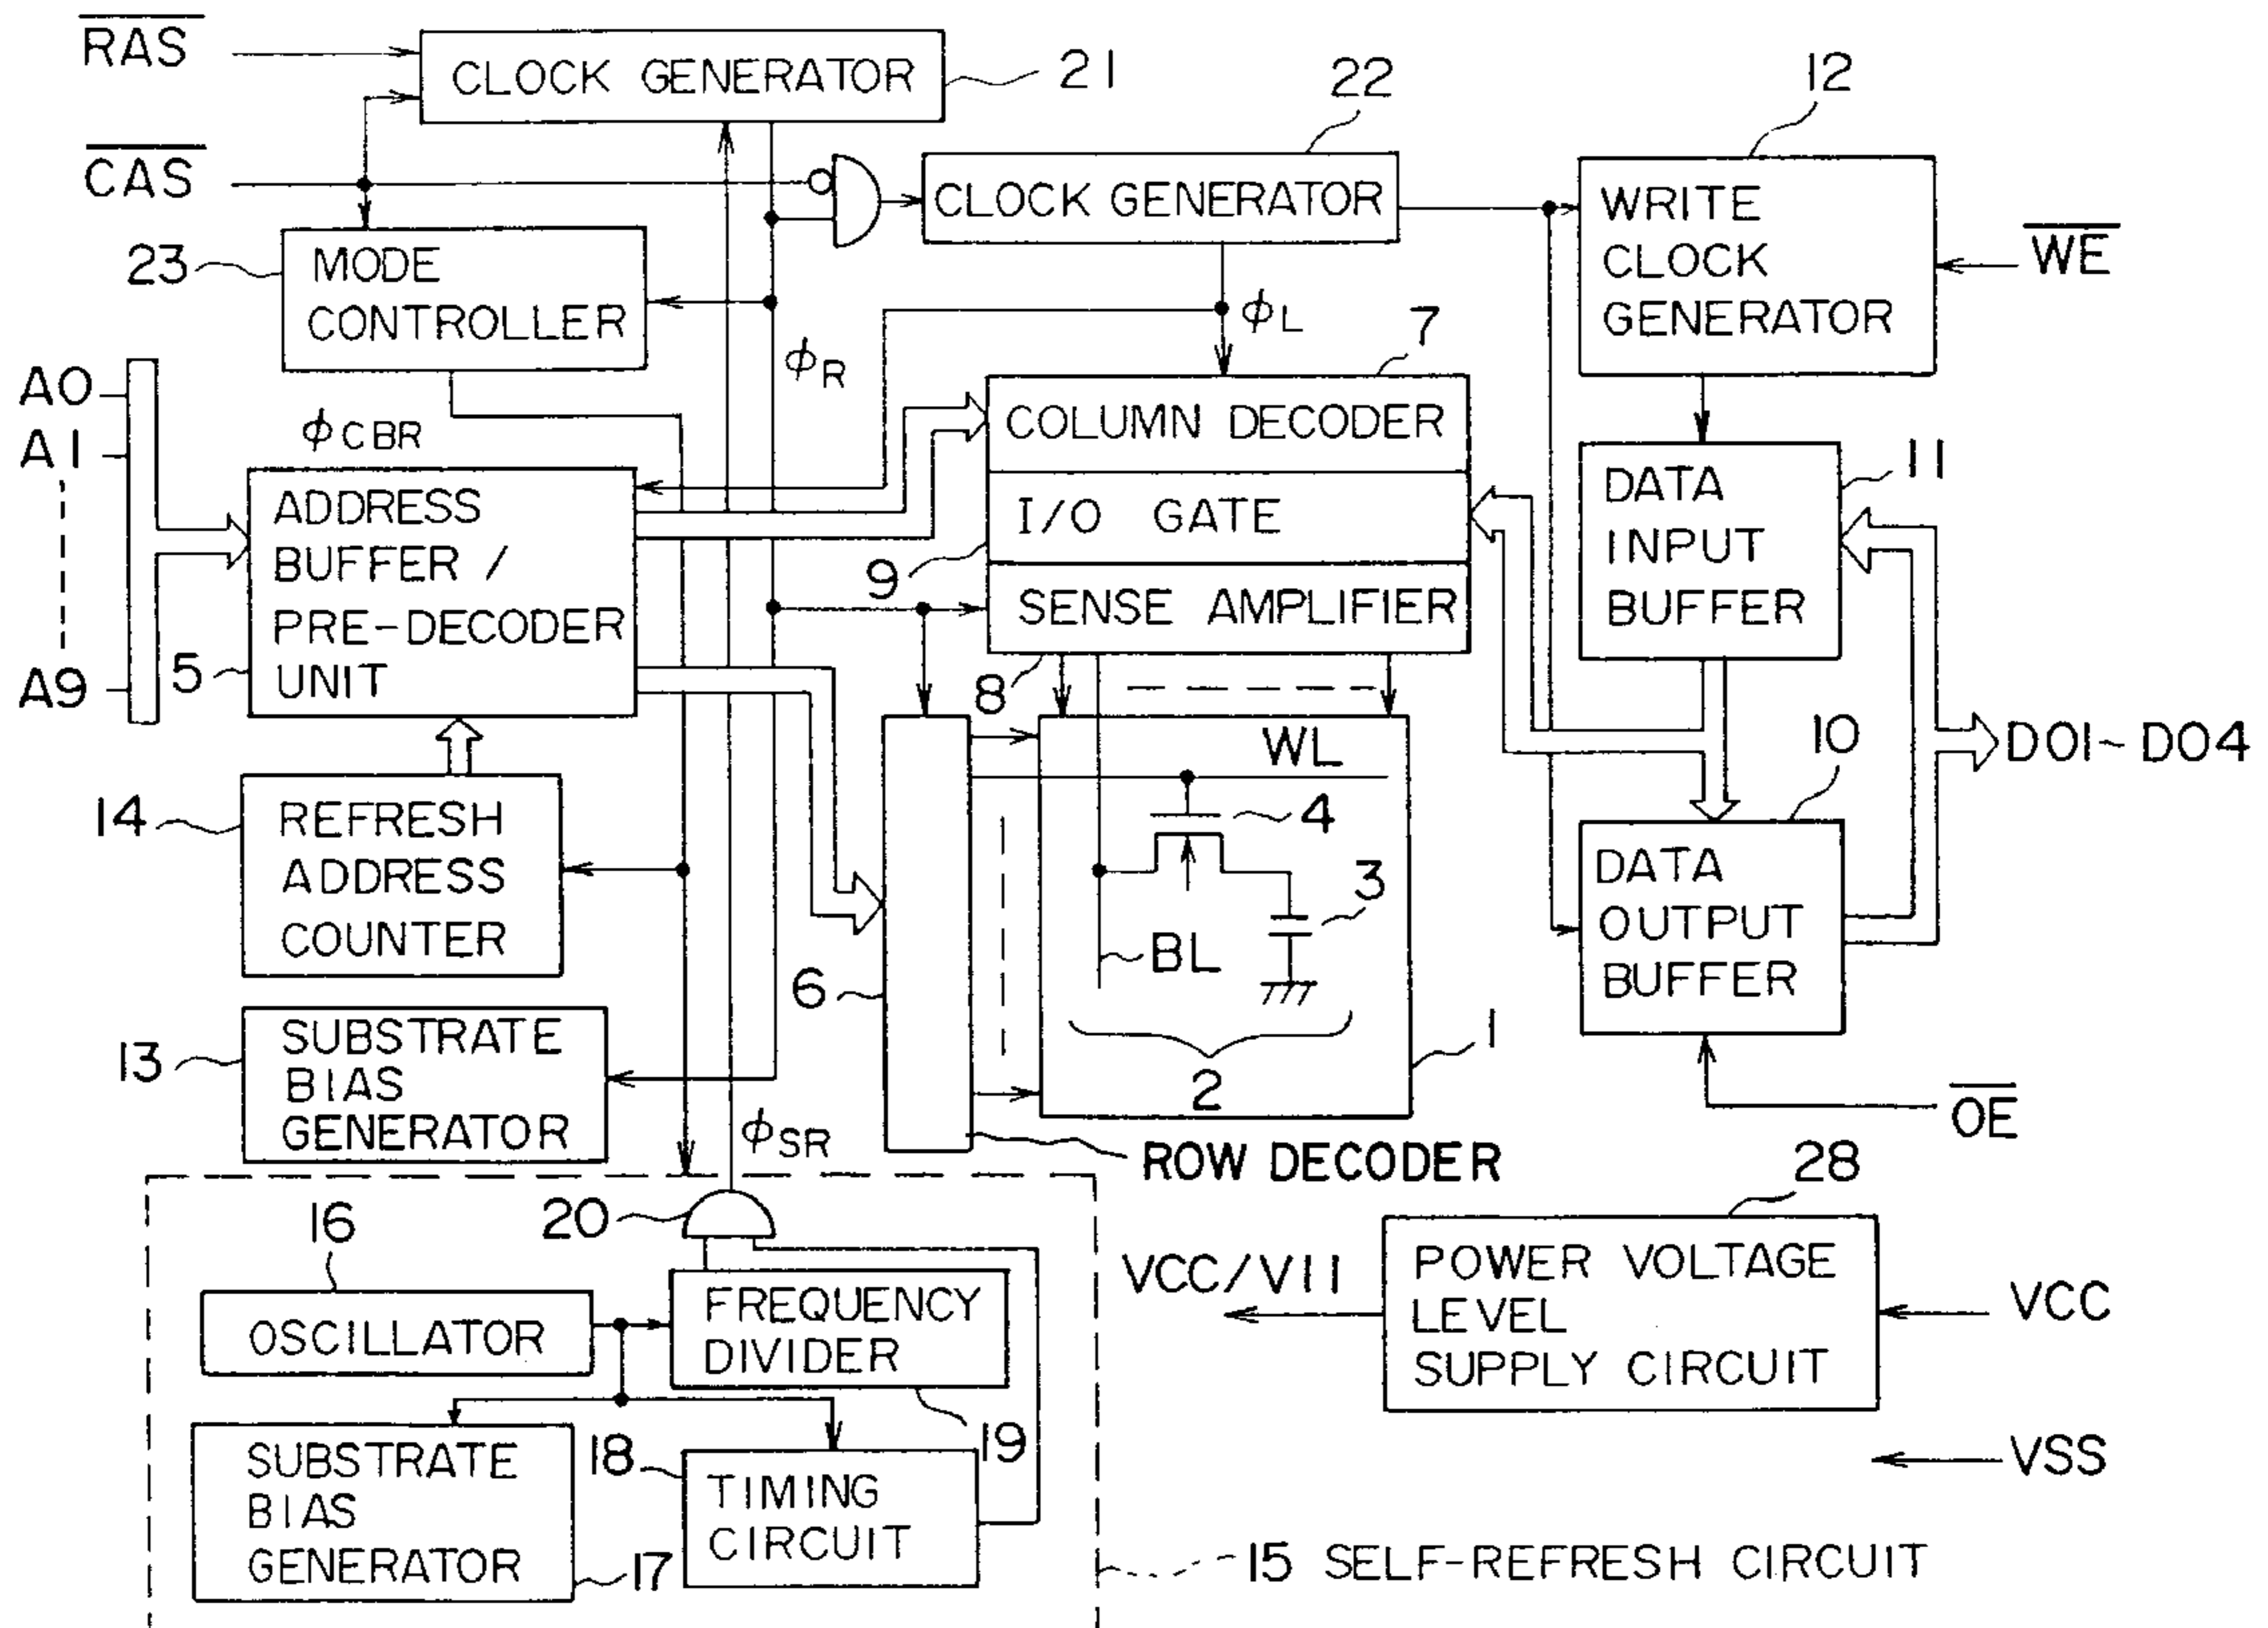 RAS
CLOCK GENERATOR
21
CAS
CLOCK GENERATOR
22
12
WRITE
CLOCK
GENERATOR
WE
23
MODE
CONTROLLER
ϕR
ϕL
7
A0
A1
A9
ϕCBR
ADDRESS
BUFFER /
PRE-DECODER
UNIT
5
COLUMN DECODER
I/O GATE
9
SENSE AMPLIFIER
8
11
DATA
INPUT
BUFFER
14
REFRESH
ADDRESS
COUNTER
WL
4
3
BL
2
1
6
10
DATA
OUTPUT
BUFFER
DO1~DO4
OE
13
SUBSTRATE
BIAS
GENERATOR
ϕSR
ROW DECODER
28
POWER VOLTAGE
LEVEL
SUPPLY CIRCUIT
VCC/VII
VCC
VSS
20
16
OSCILLATOR
FREQUENCY
DIVIDER
19
SUBSTRATE
BIAS
GENERATOR
17
18
TIMING
CIRCUIT
15 SELF-REFRESH CIRCUIT